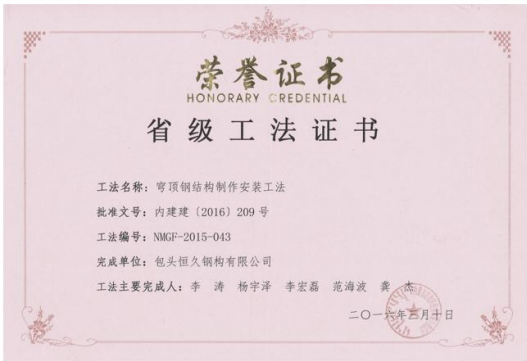 荣誉证书
HONORARY CREDENTIAL
省级工法证书
工法名称：穹顶钢结构制作安装工法
批准文号：内建建〔2016〕209 号
工法编号：NMGF-2015-043
完成单位：包头恒久钢构有限公司
工法主要完成人：李　涛　杨宇泽　李宏磊　范海波　龚　杰
二〇一六年三月十日